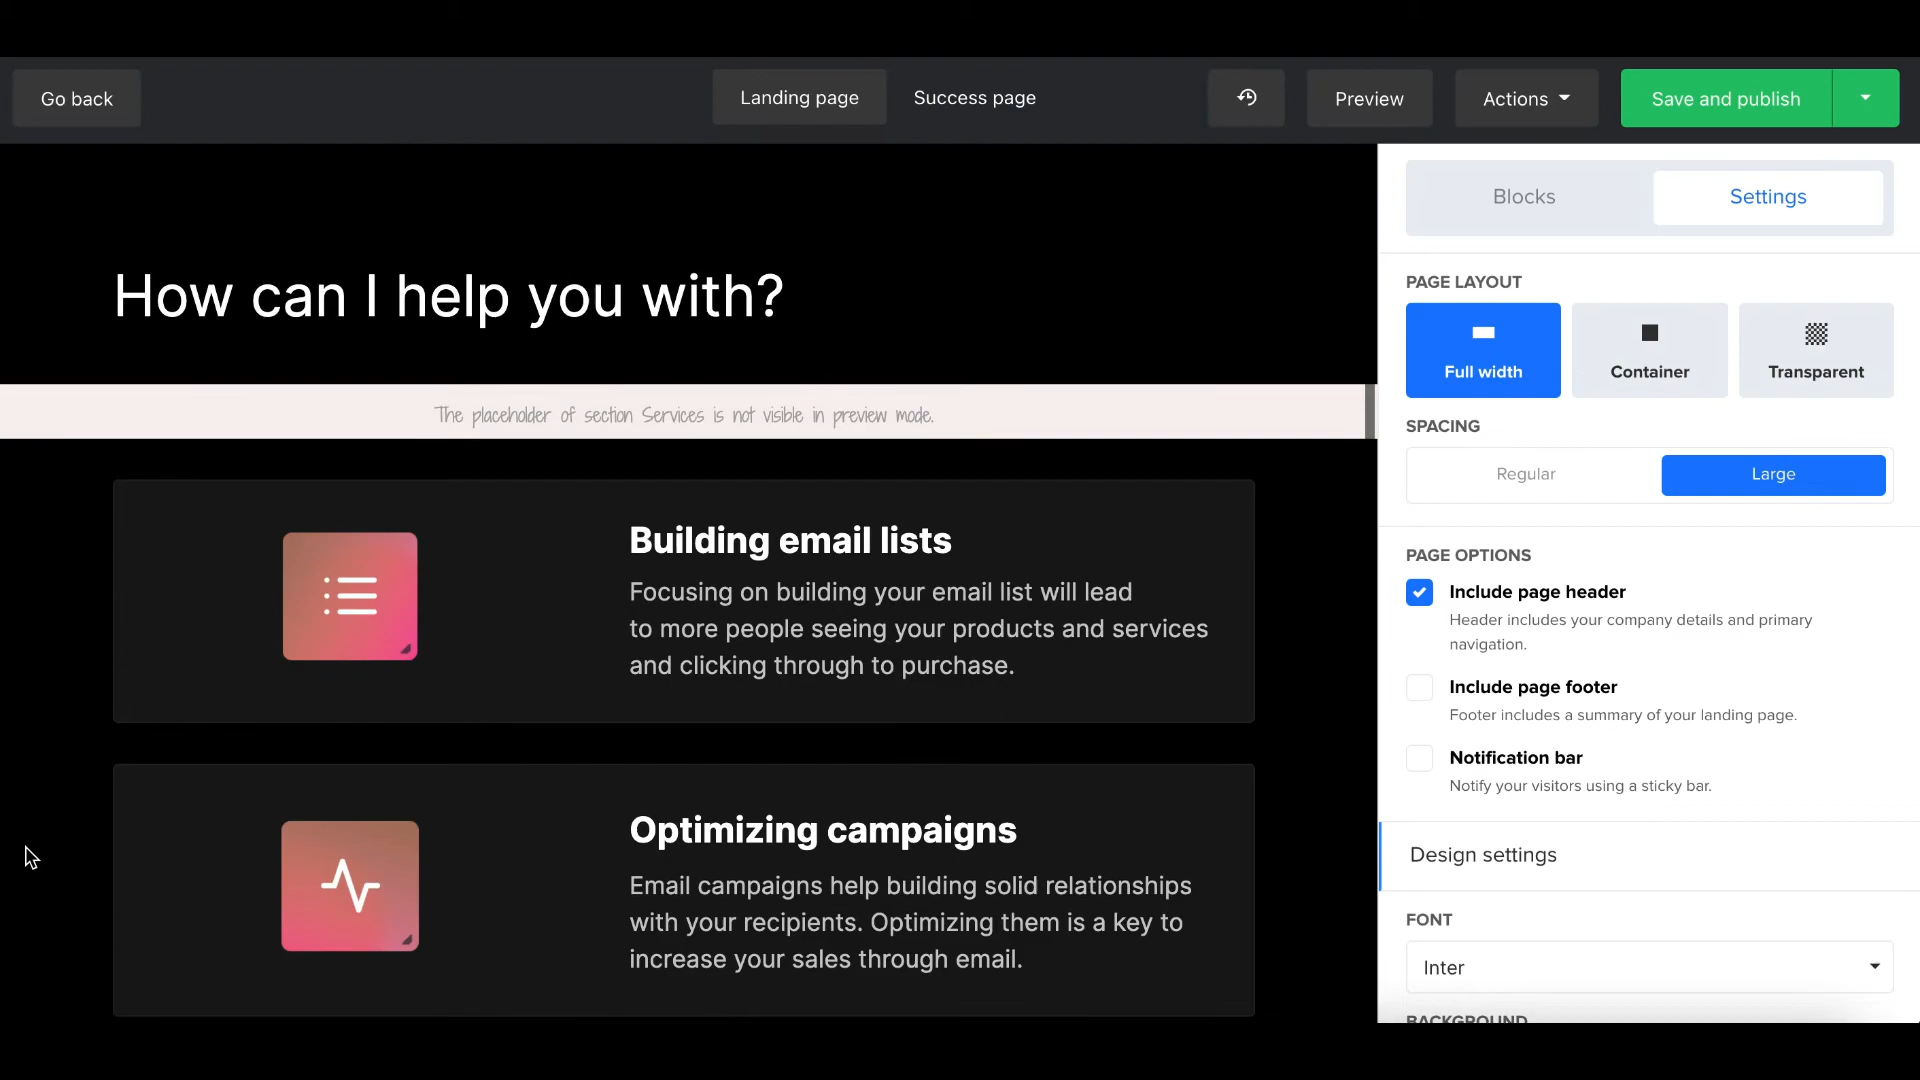 Go back
Landing page
Success page
Preview
Actions
Save and publish
How can I help you with?
The placeholder of section Services is not visible in preview mode.
Building email lists
Focusing on building your email list will lead
to more people seeing your products and services
and clicking through to purchase.
Optimizing campaigns
Email campaigns help building solid relationships
with your recipients. Optimizing them is a key to
increase your sales through email.
Blocks
Settings
PAGE LAYOUT
Full width
Container
Transparent
SPACING
Regular
Large
PAGE OPTIONS
Include page header
Header includes your company details and primary
navigation.
Include page footer
Footer includes a summary of your landing page.
Notification bar
Notify your visitors using a sticky bar.
Design settings
FONT
Inter
BACKGROUND